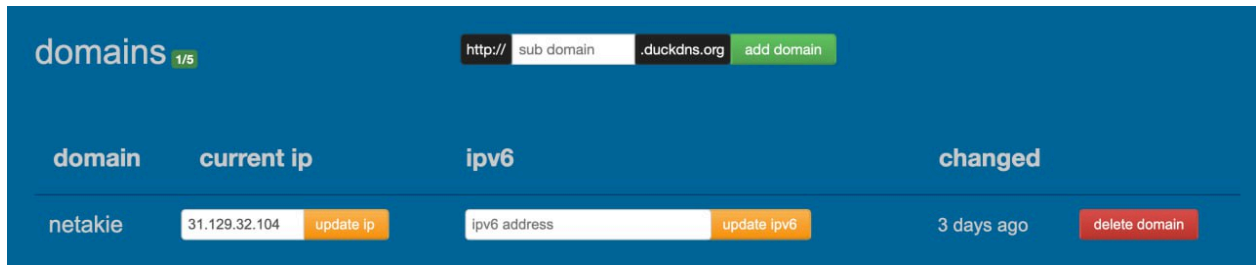 domains 1/5
http:// sub domain .duckdns.org add domain
domain current ip ipv6 changed
netakie 31.129.32.104 update ip ipv6 address update ipv6 3 days ago delete domain